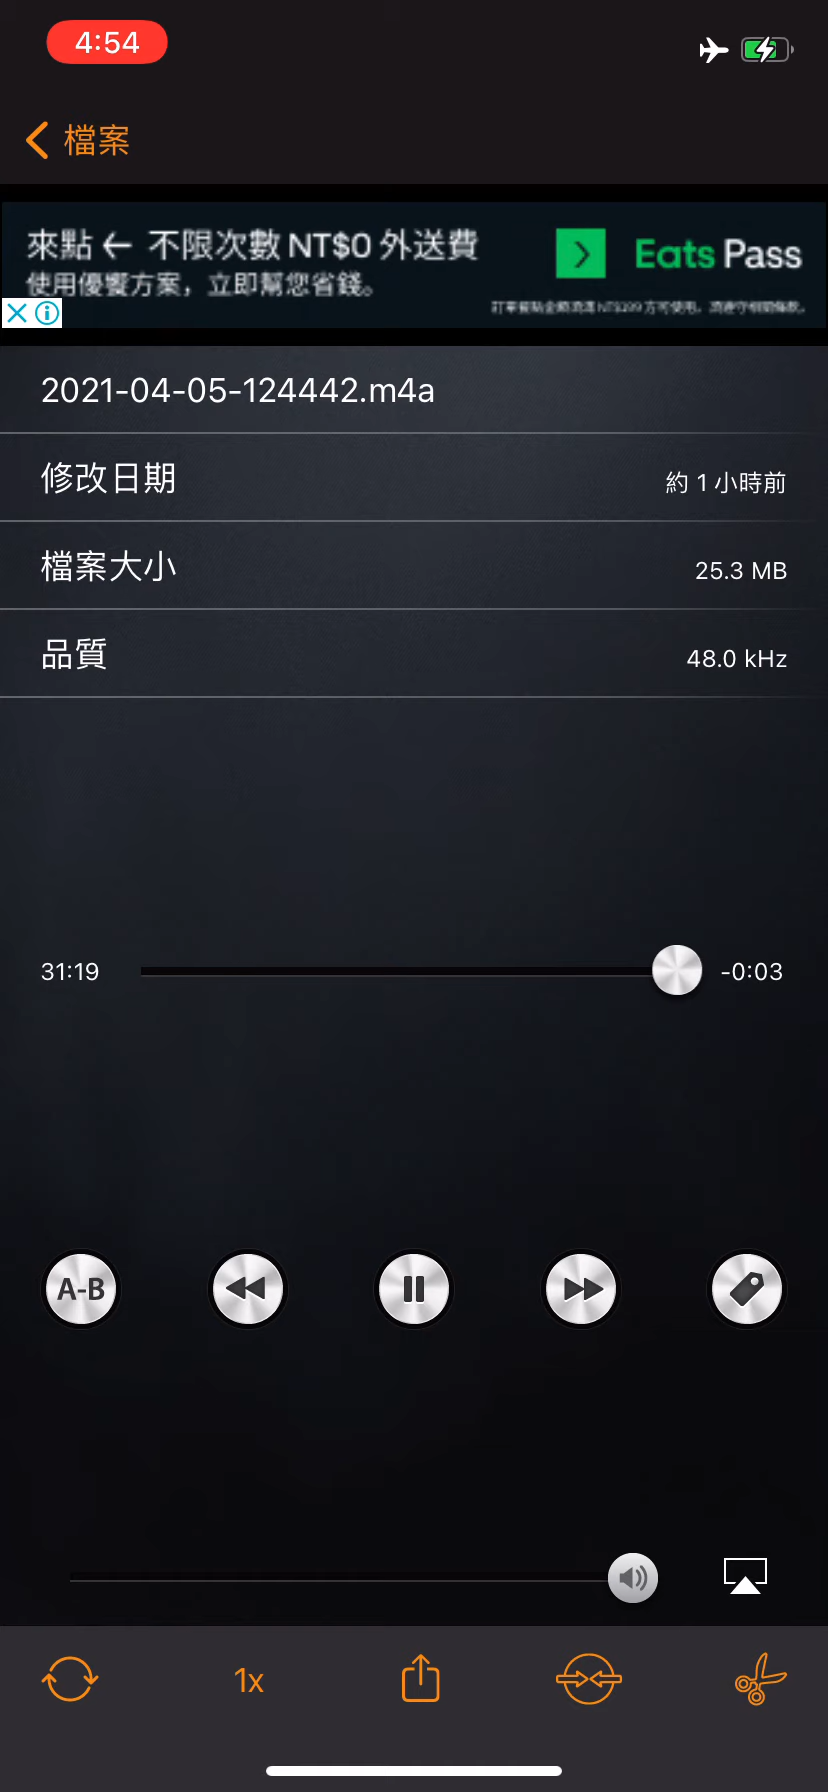 4:54
檔案
來點 ← 不限次數 NT$0 外送費
使用優饗方案，立即幫您省錢。
Eats Pass
2021-04-05-124442.m4a
修改日期
約 1 小時前
檔案大小
25.3 MB
品質
48.0 kHz
31:19
-0:03
A-B
1x